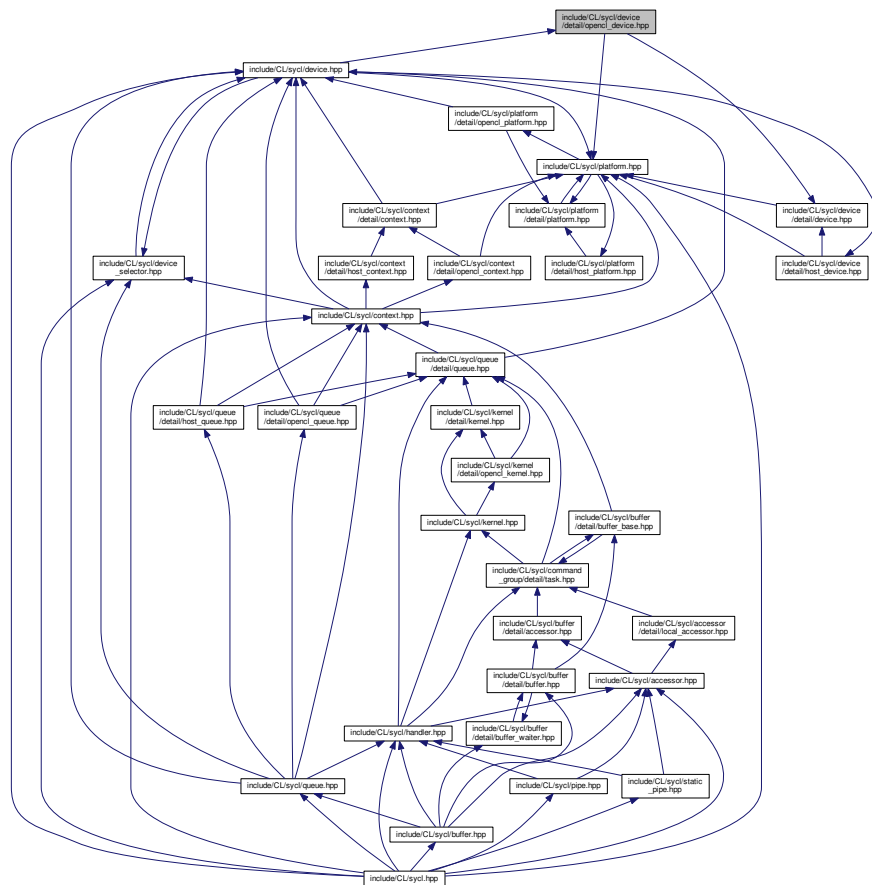 include/CL/sycl/device
/detail/opencl_device.hpp
include/CL/sycl/device.hpp
include/CL/sycl/platform
/detail/opencl_platform.hpp
include/CL/sycl/platform.hpp
include/CL/sycl/context
/detail/context.hpp
include/CL/sycl/platform
/detail/platform.hpp
include/CL/sycl/device
/detail/device.hpp
include/CL/sycl/device
_selector.hpp
include/CL/sycl/context
/detail/host_context.hpp
include/CL/sycl/context
/detail/opencl_context.hpp
include/CL/sycl/platform
/detail/host_platform.hpp
include/CL/sycl/device
/detail/host_device.hpp
include/CL/sycl/context.hpp
include/CL/sycl/queue
/detail/queue.hpp
include/CL/sycl/queue
/detail/host_queue.hpp
include/CL/sycl/queue
/detail/opencl_queue.hpp
include/CL/sycl/kernel
/detail/kernel.hpp
include/CL/sycl/kernel
/detail/opencl_kernel.hpp
include/CL/sycl/kernel.hpp
include/CL/sycl/buffer
/detail/buffer_base.hpp
include/CL/sycl/command
_group/detail/task.hpp
include/CL/sycl/buffer
/detail/accessor.hpp
include/CL/sycl/accessor
/detail/local_accessor.hpp
include/CL/sycl/buffer
/detail/buffer.hpp
include/CL/sycl/accessor.hpp
include/CL/sycl/handler.hpp
include/CL/sycl/buffer
/detail/buffer_waiter.hpp
include/CL/sycl/queue.hpp
include/CL/sycl/pipe.hpp
include/CL/sycl/static
_pipe.hpp
include/CL/sycl/buffer.hpp
include/CL/sycl.hpp